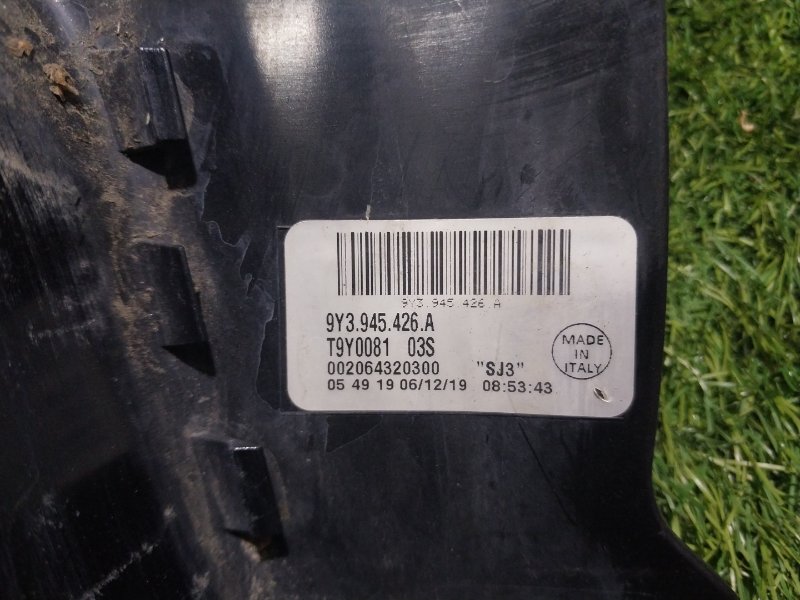 9Y3.945.426.A
9Y3.945.426.A
T9Y0081 03S
002064320300 "SJ3"
05 49 19 06/12/19 08:53:43
MADE
IN
ITALY